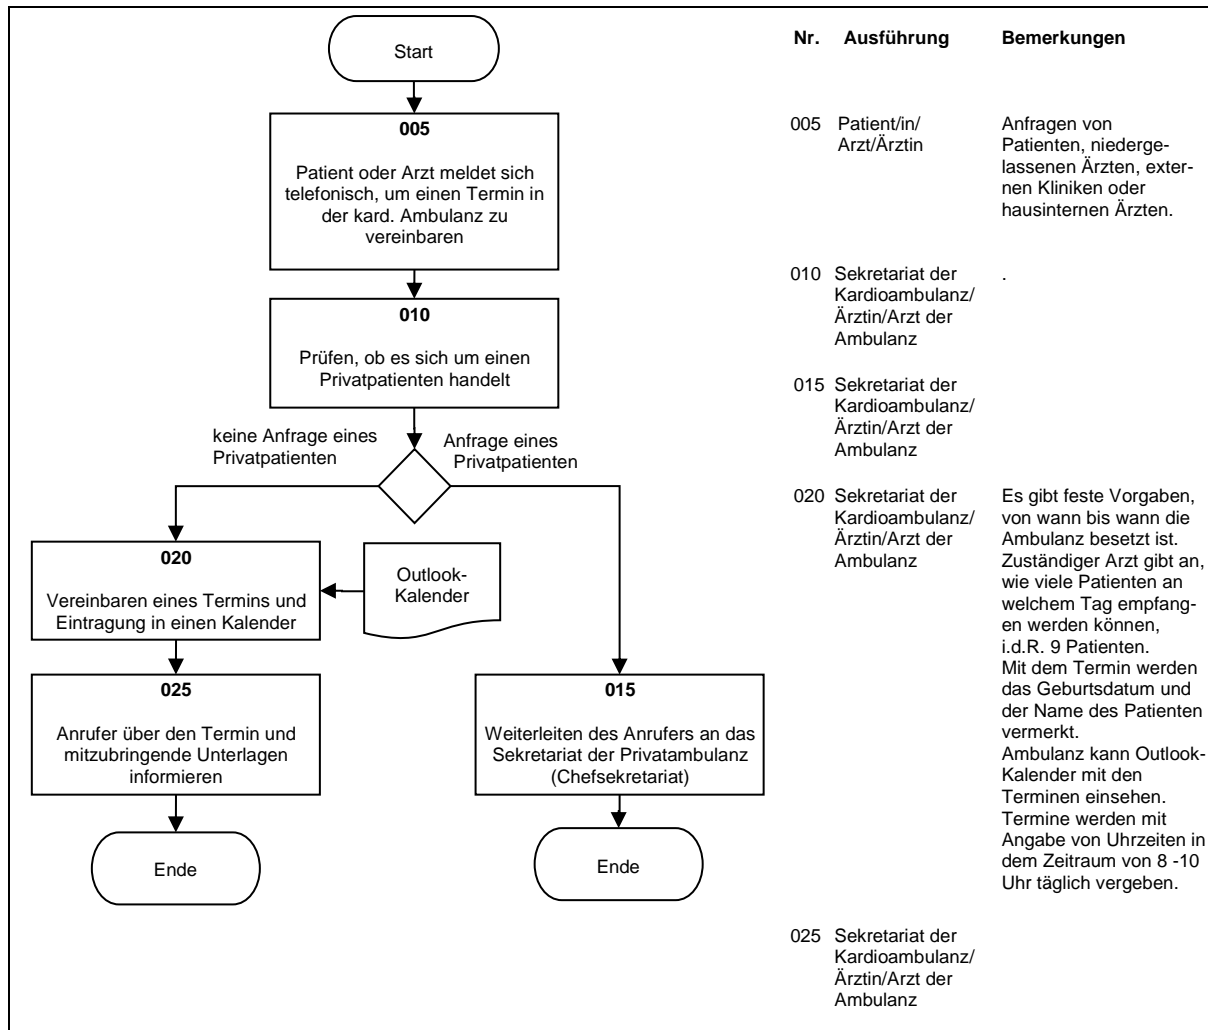 Start
005
Patient oder Arzt meldet sich
telefonisch, um einen Termin in
der kard. Ambulanz zu
vereinbaren
010
Prüfen, ob es sich um einen
Privatpatienten handelt
keine Anfrage eines
Privatpatienten
Anfrage eines
Privatpatienten
020
Vereinbaren eines Termins und
Eintragung in einen Kalender
Outlook-
Kalender
025
Anrufer über den Termin und
mitzubringende Unterlagen
informieren
015
Weiterleiten des Anrufers an das
Sekretariat der Privatambulanz
(Chefsekretariat)
Ende
Ende
Nr. Ausführung Bemerkungen
005 Patient/in/
Arzt/Ärztin
Anfragen von
Patienten, niederge-
lassenen Ärzten, exter-
nen Kliniken oder
hausinternen Ärzten.
010 Sekretariat der
Kardioambulanz/
Ärztin/Arzt der
Ambulanz
.
015 Sekretariat der
Kardioambulanz/
Ärztin/Arzt der
Ambulanz
020 Sekretariat der
Kardioambulanz/
Ärztin/Arzt der
Ambulanz
Es gibt feste Vorgaben,
von wann bis wann die
Ambulanz besetzt ist.
Zuständiger Arzt gibt an,
wie viele Patienten an
welchem Tag empfang-
en werden können,
i.d.R. 9 Patienten.
Mit dem Termin werden
das Geburtsdatum und
der Name des Patienten
vermerkt.
Ambulanz kann Outlook-
Kalender mit den
Terminen einsehen.
Termine werden mit
Angabe von Uhrzeiten in
dem Zeitraum von 8 -10
Uhr täglich vergeben.
025 Sekretariat der
Kardioambulanz/
Ärztin/Arzt der
Ambulanz